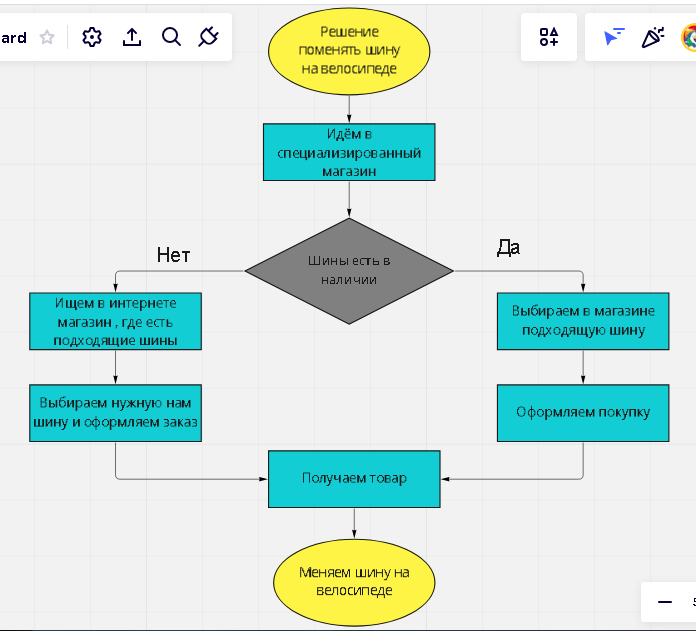 ard
Решение
поменять шину
на велосипеде
Идём в
специализированный
магазин
Шины есть в
наличии
Нет
Да
Ищем в интернете
магазин , где есть
подходящие шины
Выбираем в магазине
подходящую шину
Выбираем нужную нам
шину и оформляем заказ
Оформляем покупку
Получаем товар
Меняем шину на
велосипеде